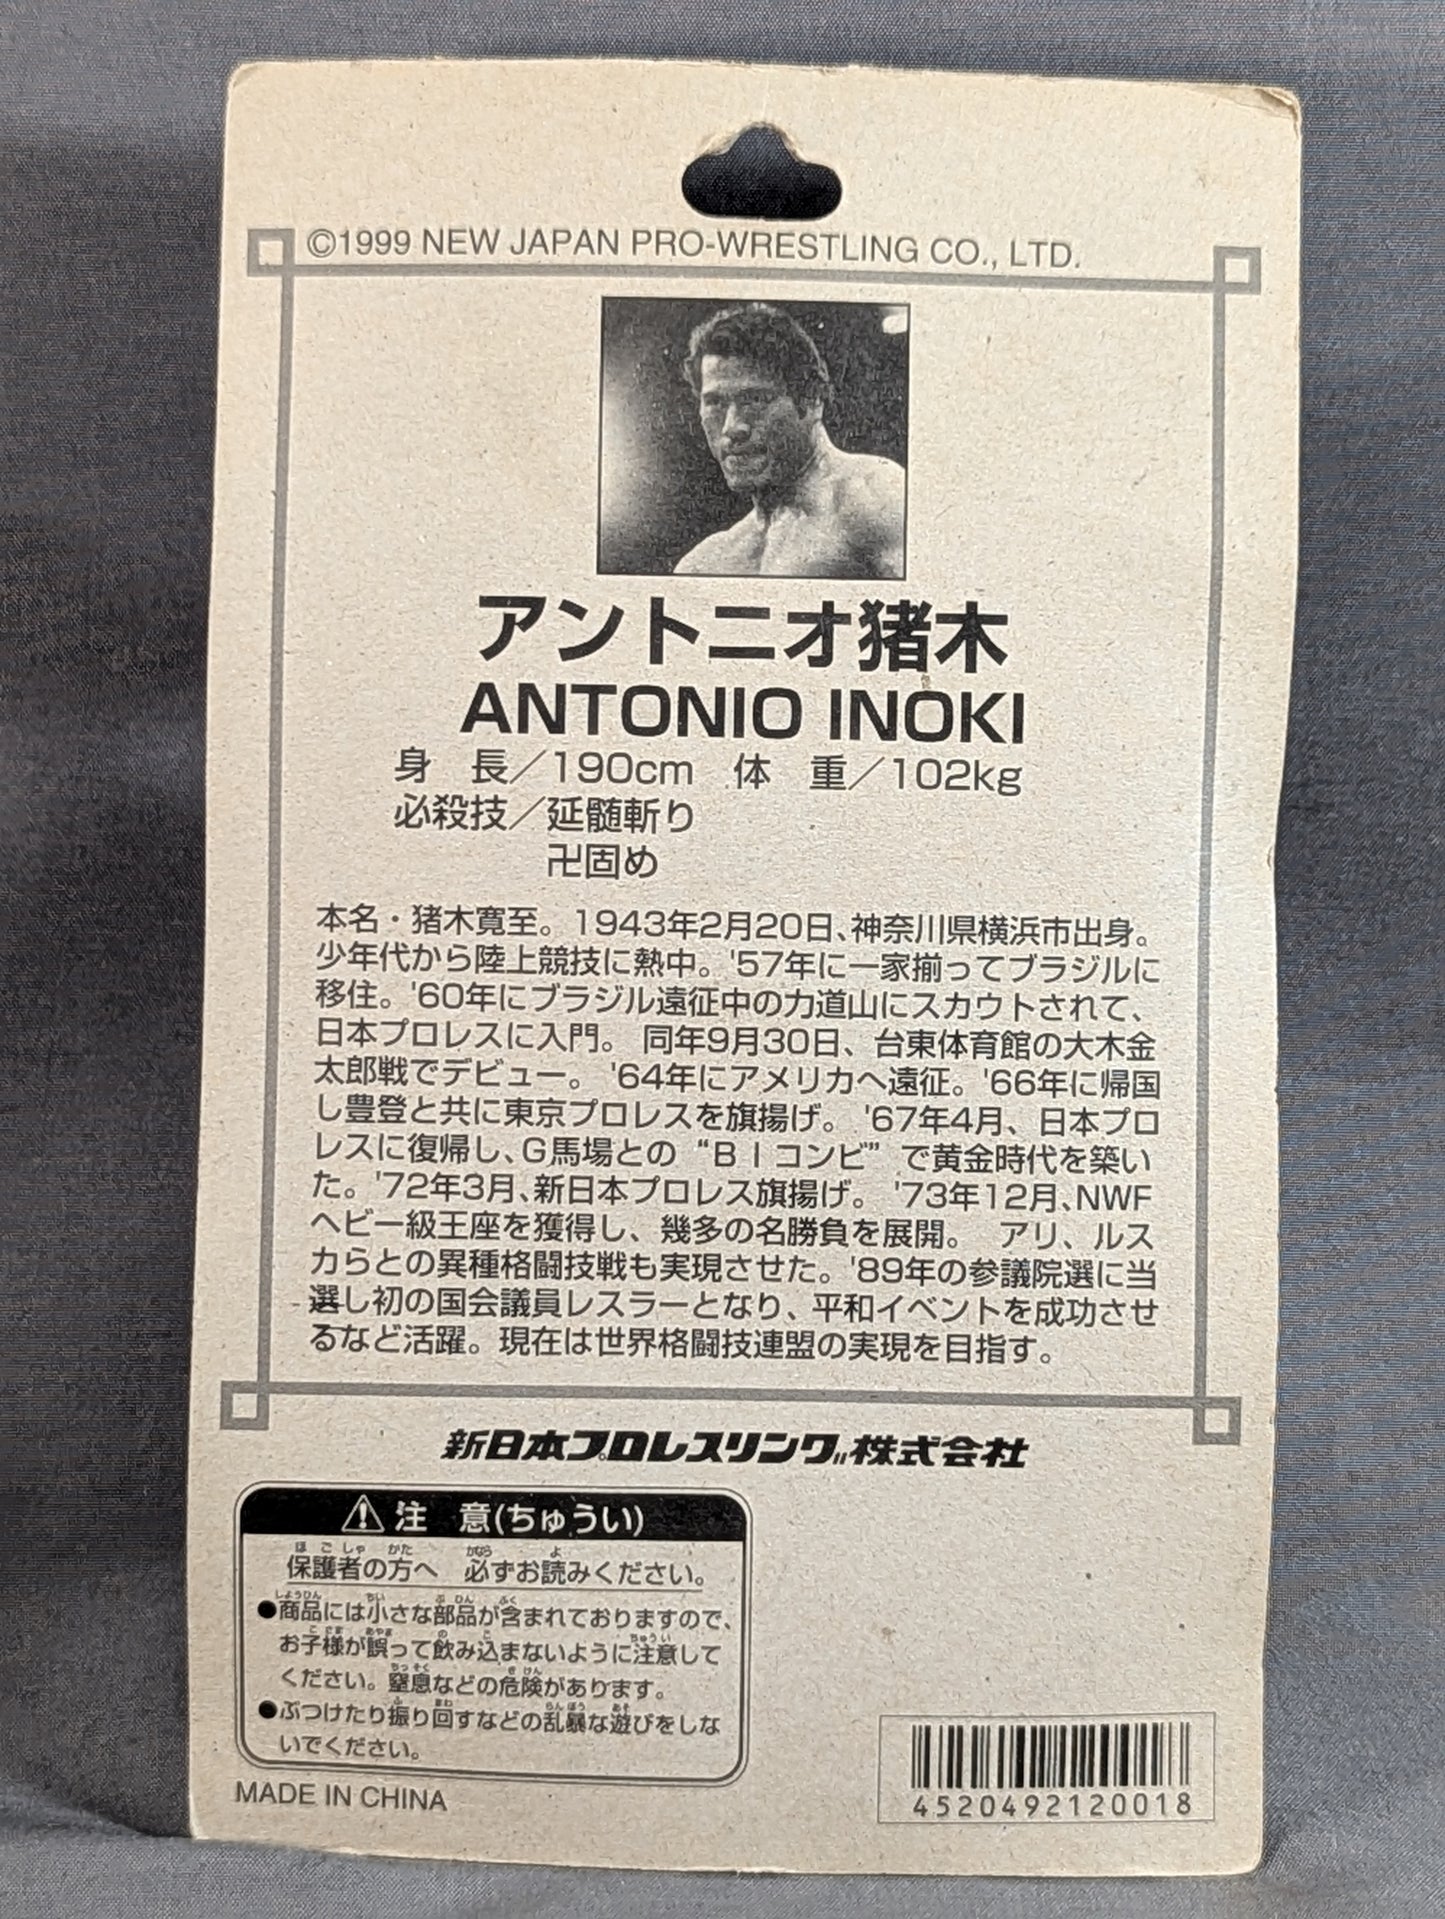 ©1999 NEW JAPAN PRO-WRESTLING CO., LTD.
アントニオ猪木
ANTONIO INOKI
身　長／190cm　体　重／102kg
必殺技／延髄斬り
卍固め
本名・猪木寛至。1943年2月20日、神奈川県横浜市出身。
少年代から陸上競技に熱中。'57年に一家揃ってブラジルに
移住。'60年にブラジル遠征中の力道山にスカウトされて、
日本プロレスに入門。 同年9月30日、台東体育館の大木金
太郎戦でデビュー。 '64年にアメリカへ遠征。'66年に帰国
し豊登と共に東京プロレスを旗揚げ。 '67年4月、日本プロ
レスに復帰し、G馬場との “BIコンビ” で黄金時代を築い
た。'72年3月、新日本プロレス旗揚げ。 '73年12月、NWF
ヘビー級王座を獲得し、幾多の名勝負を展開。 アリ、ルス
カらとの異種格闘技戦も実現させた。'89年の参議院選に当
選し初の国会議員レスラーとなり、平和イベントを成功させ
るなど活躍。現在は世界格闘技連盟の実現を目指す。
新日本プロレスリング株式会社
注　意(ちゅうい)
保護者の方へ　必ずお読みください。
●商品には小さな部品が含まれておりますので、
お子様が誤って飲み込まないように注意して
ください。窒息などの危険があります。
●ぶつけたり振り回すなどの乱暴な遊びをしな
いでください。
MADE IN CHINA
4520492120018